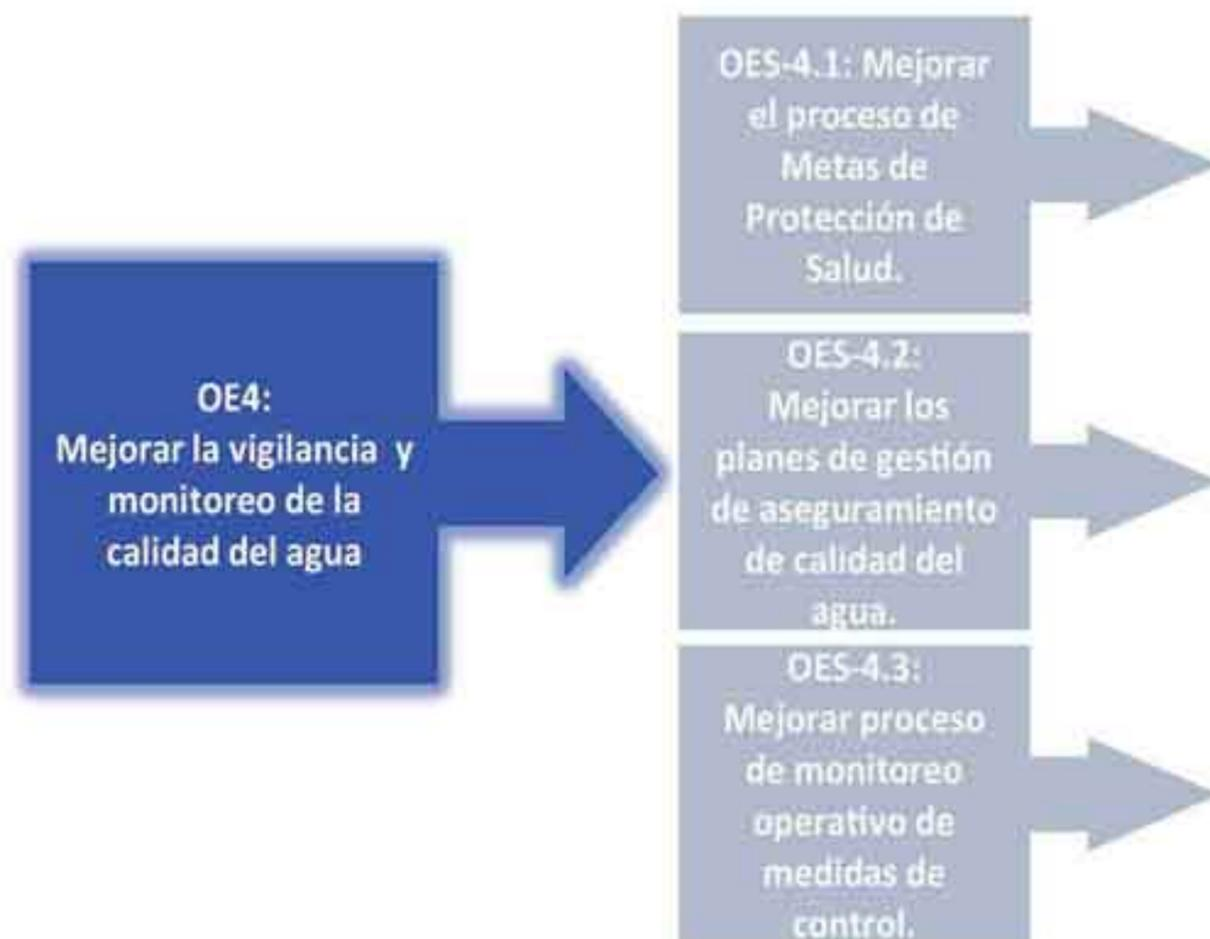 OE4:
Mejorar la vigilancia y
monitoreo de la
calidad del agua
OES-4.1: Mejorar
el proceso de
Metas de
Protección de
Salud.
OES-4.2:
Mejorar los
planes de gestión
de aseguramiento
de calidad del
agua.
OES-4.3:
Mejorar proceso
de monitoreo
operativo de
medidas de
control.